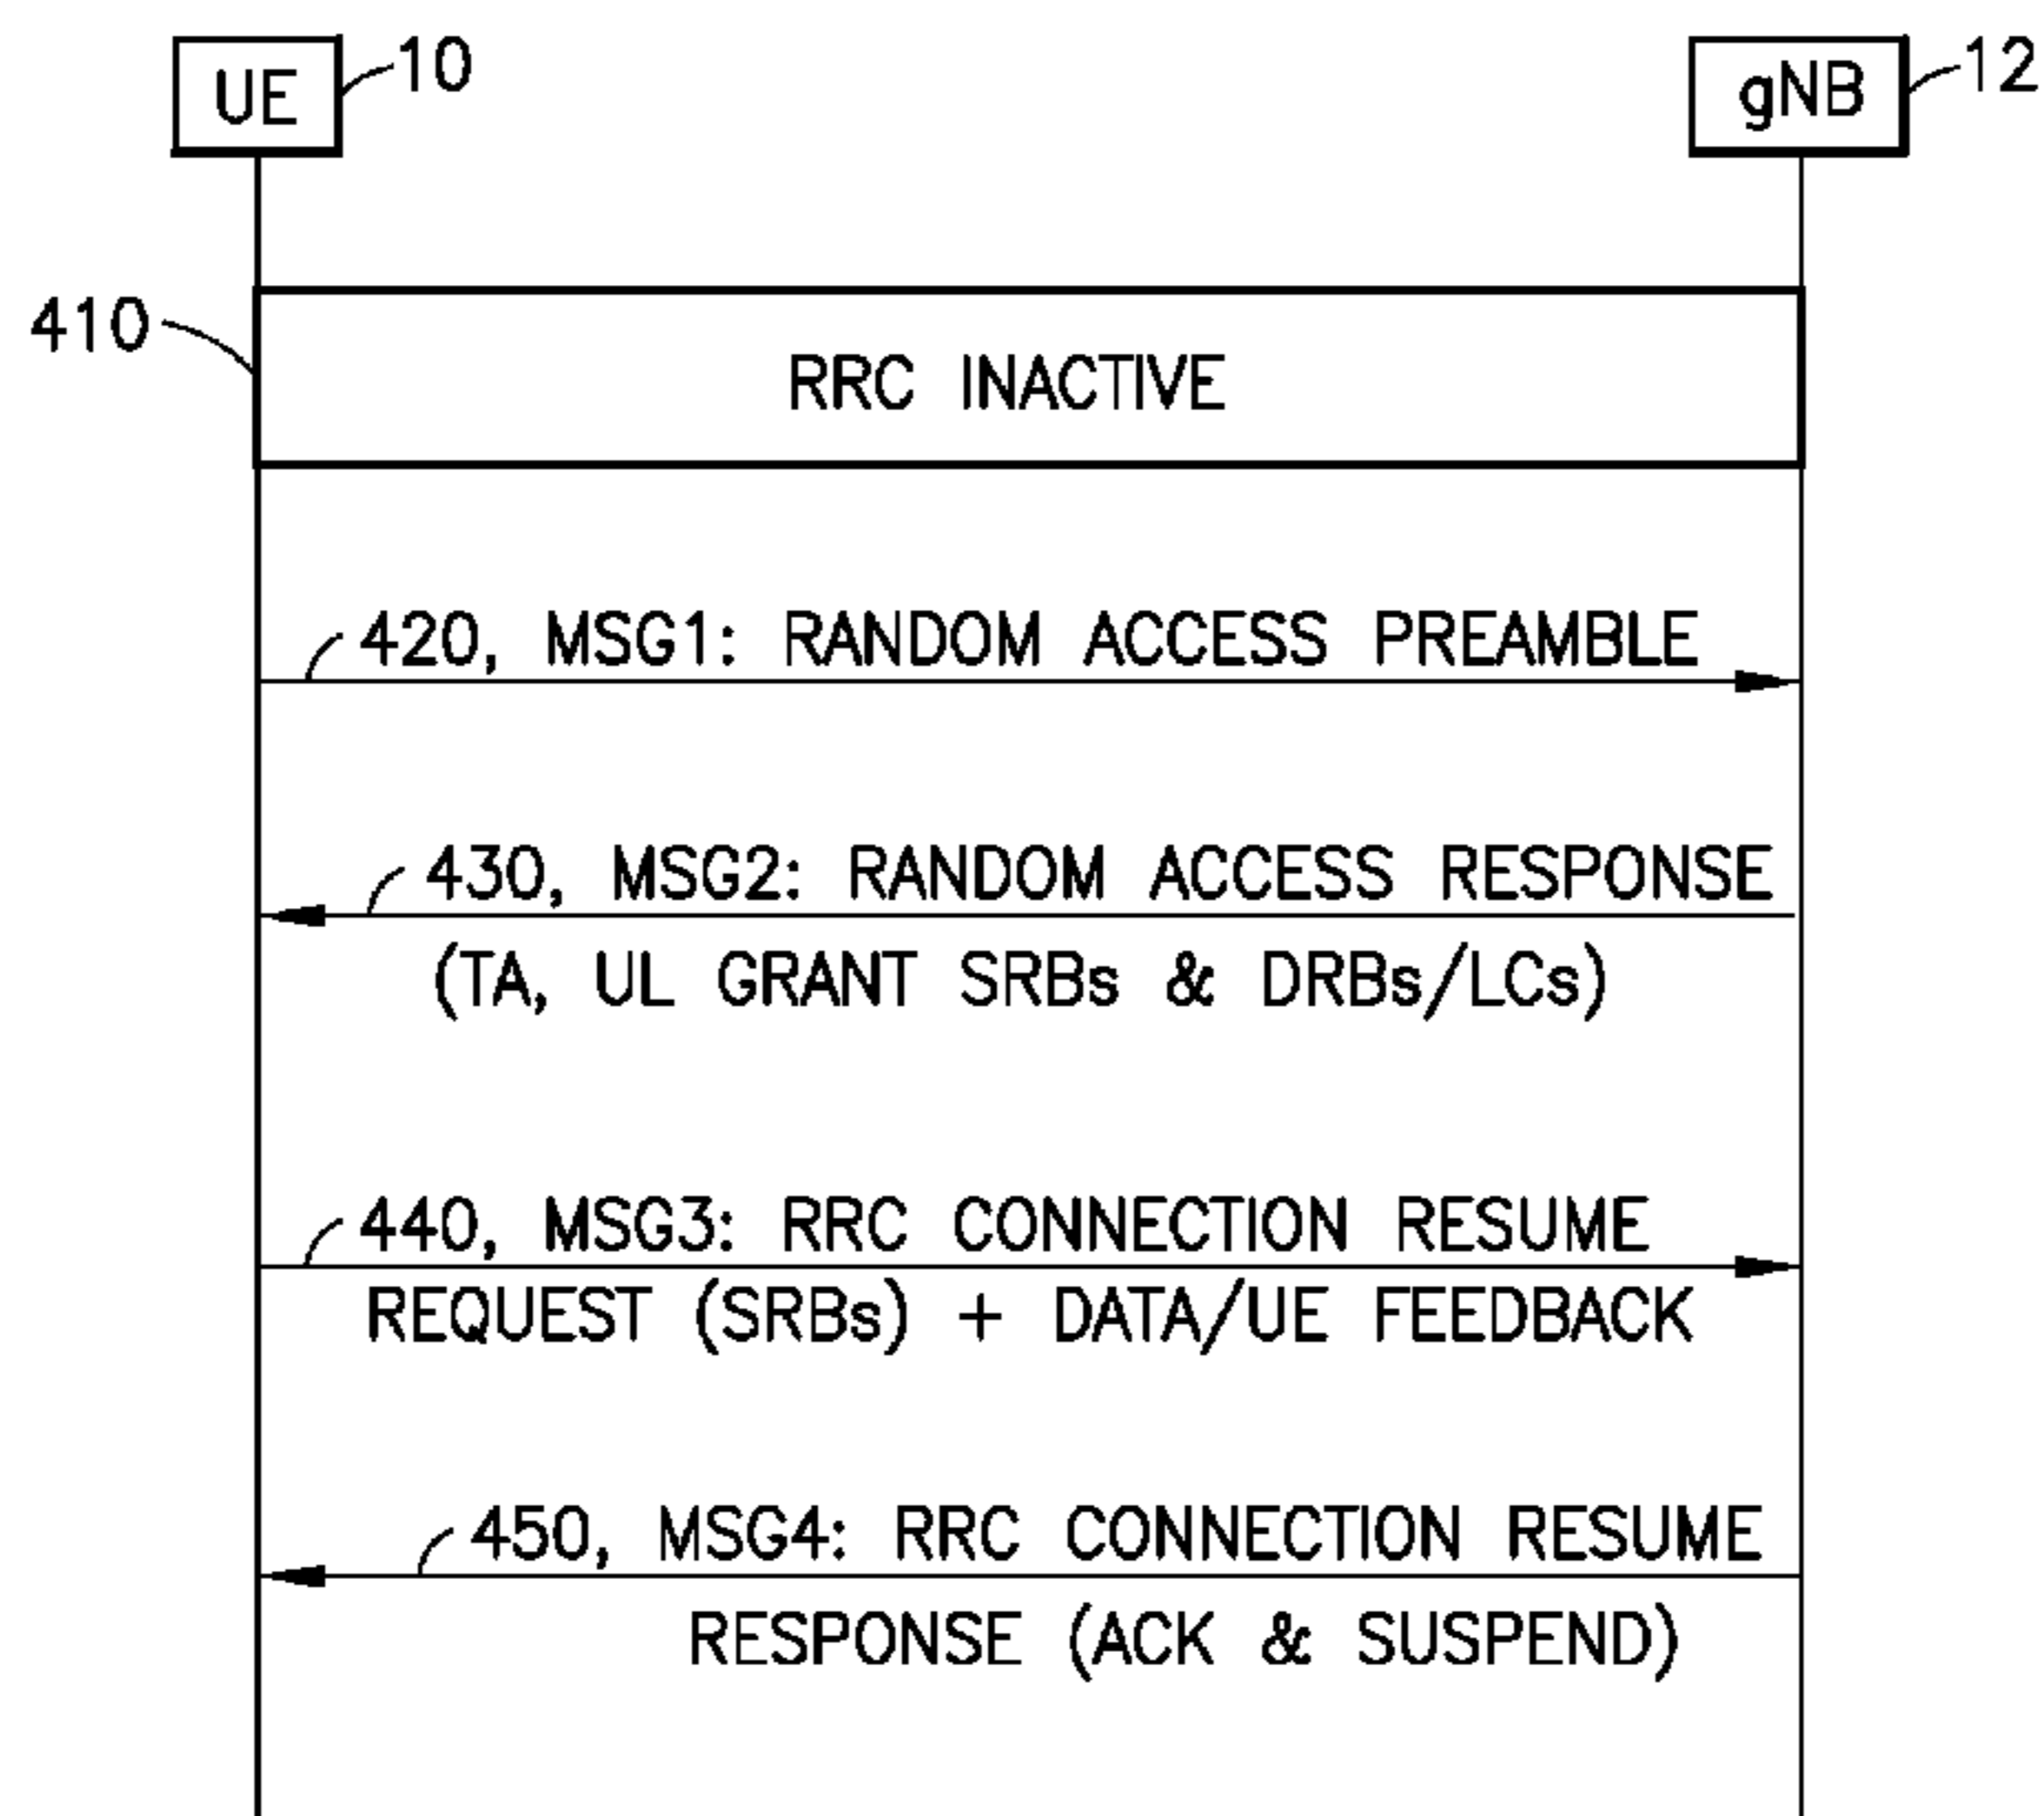 UE 10
gNB 12
410
RRC INACTIVE
420, MSG1: RANDOM ACCESS PREAMBLE
430, MSG2: RANDOM ACCESS RESPONSE
(TA, UL GRANT SRBs & DRBs/LCs)
440, MSG3: RRC CONNECTION RESUME
REQUEST (SRBs) + DATA/UE FEEDBACK
450, MSG4: RRC CONNECTION RESUME
RESPONSE (ACK & SUSPEND)